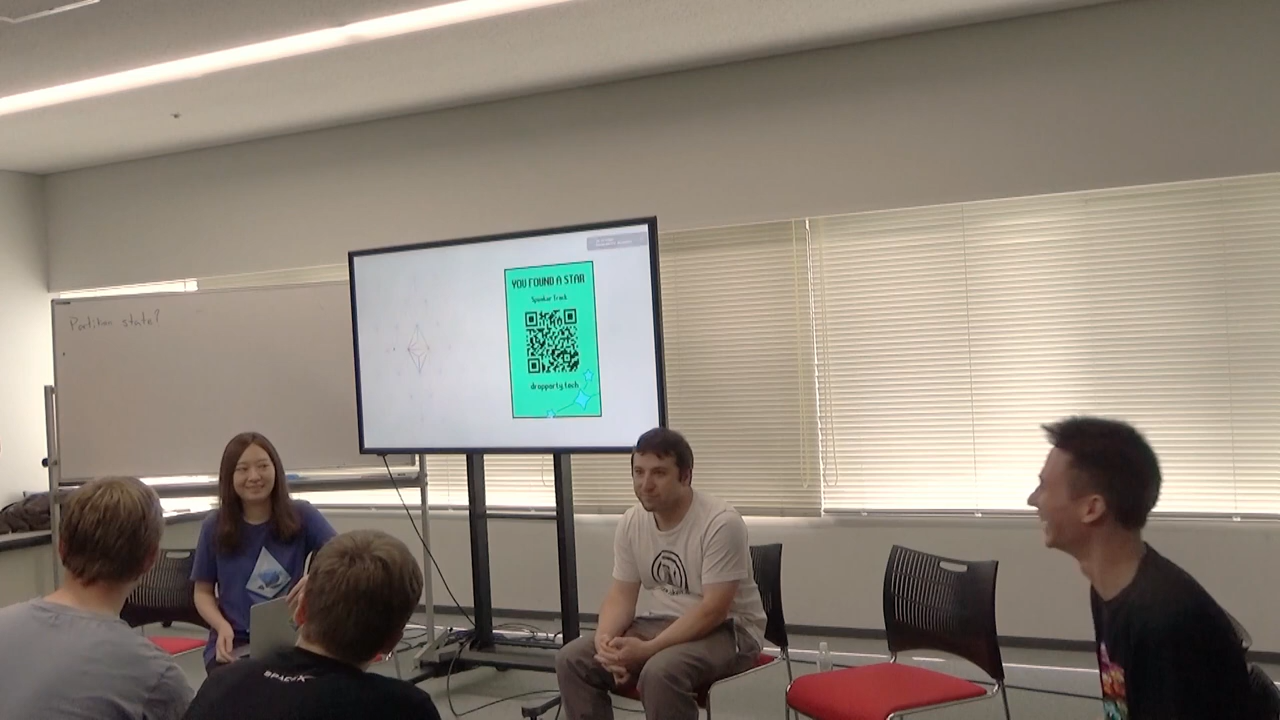 Partition state?
YOU FOUND A STAR
Speaker Track
dropparty.tech
SPACEX